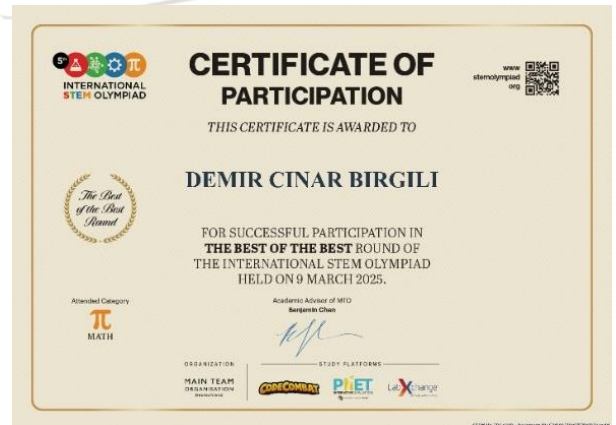 5th
INTERNATIONAL
STEM OLYMPIAD
CERTIFICATE OF
PARTICIPATION
www
stemolympiad
org
THIS CERTIFICATE IS AWARDED TO
DEMIR CINAR BIRGILI
The Best
of the Best
Round
FOR SUCCESSFUL PARTICIPATION IN
THE BEST OF THE BEST ROUND OF
THE INTERNATIONAL STEM OLYMPIAD
HELD ON 9 MARCH 2025.
Attended Category
π
MATH
Academic Advisor of MTO
Benjamin Chan
ORGANIZATION
STUDY PLATFORMS
MAIN TEAM
ORGANISATION
CODECOMBAT
PhET
LabXchange